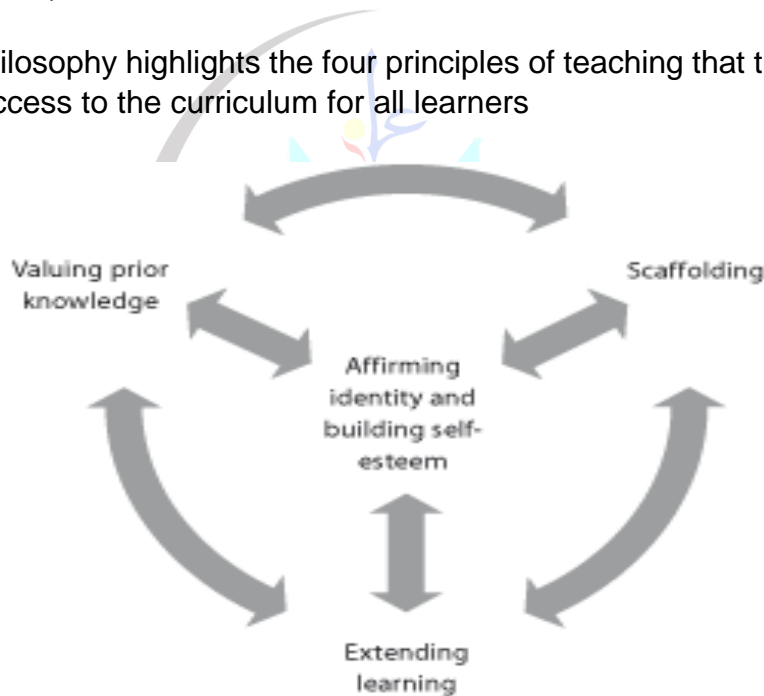 ilosophy highlights the four principles of teaching that t
ccess to the curriculum for all learners
Valuing prior
knowledge
Scaffolding
Affirming
identity and
building self-
esteem
Extending
learning